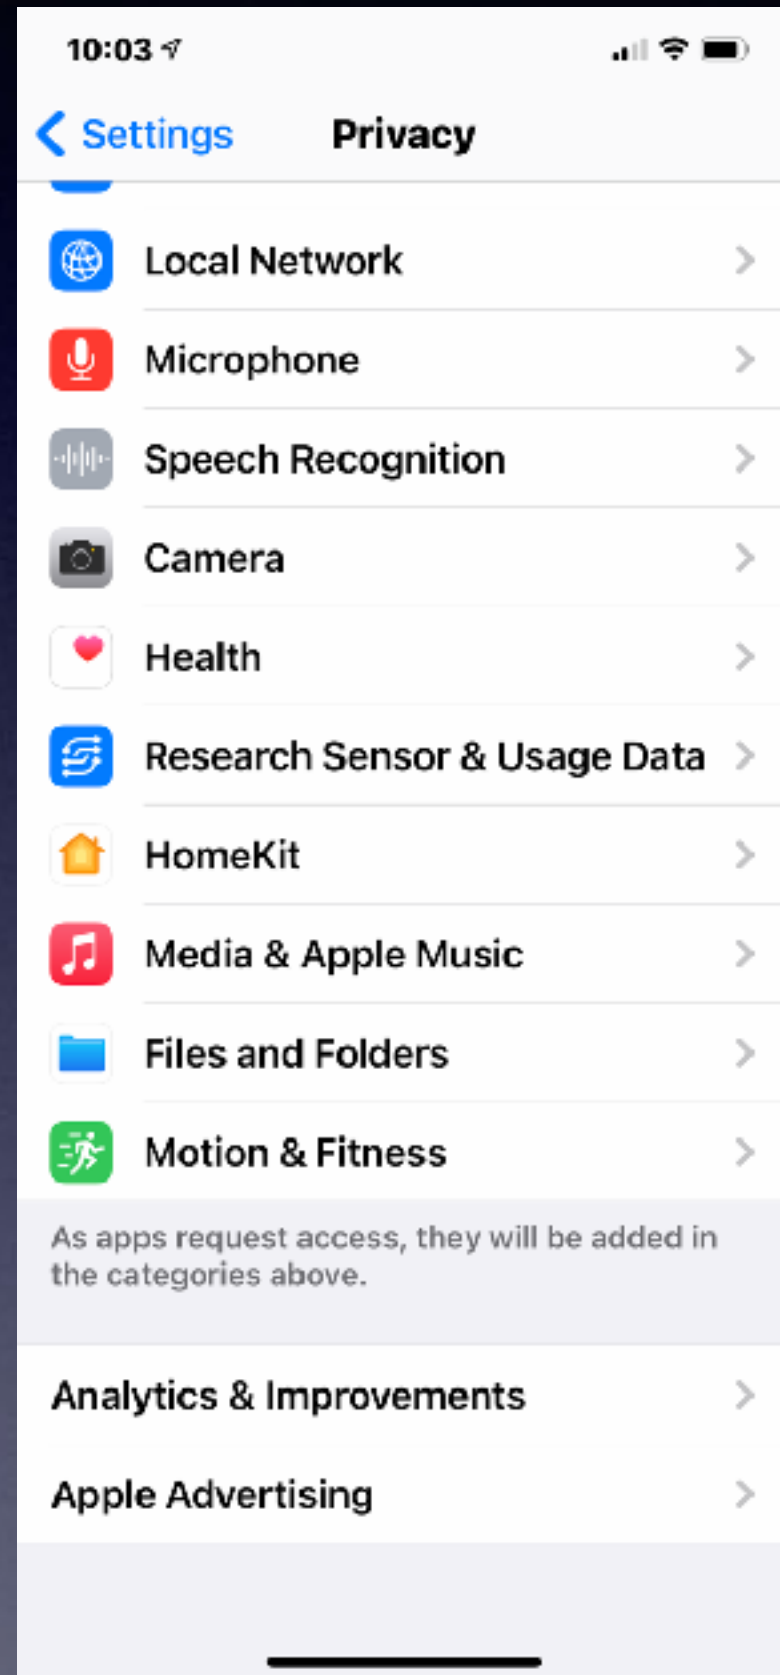 10:03
Settings
Privacy
Local Network
Microphone
Speech Recognition
Camera
Health
Research Sensor & Usage Data
HomeKit
Media & Apple Music
Files and Folders
Motion & Fitness
As apps request access, they will be added in
the categories above.
Analytics & Improvements
Apple Advertising